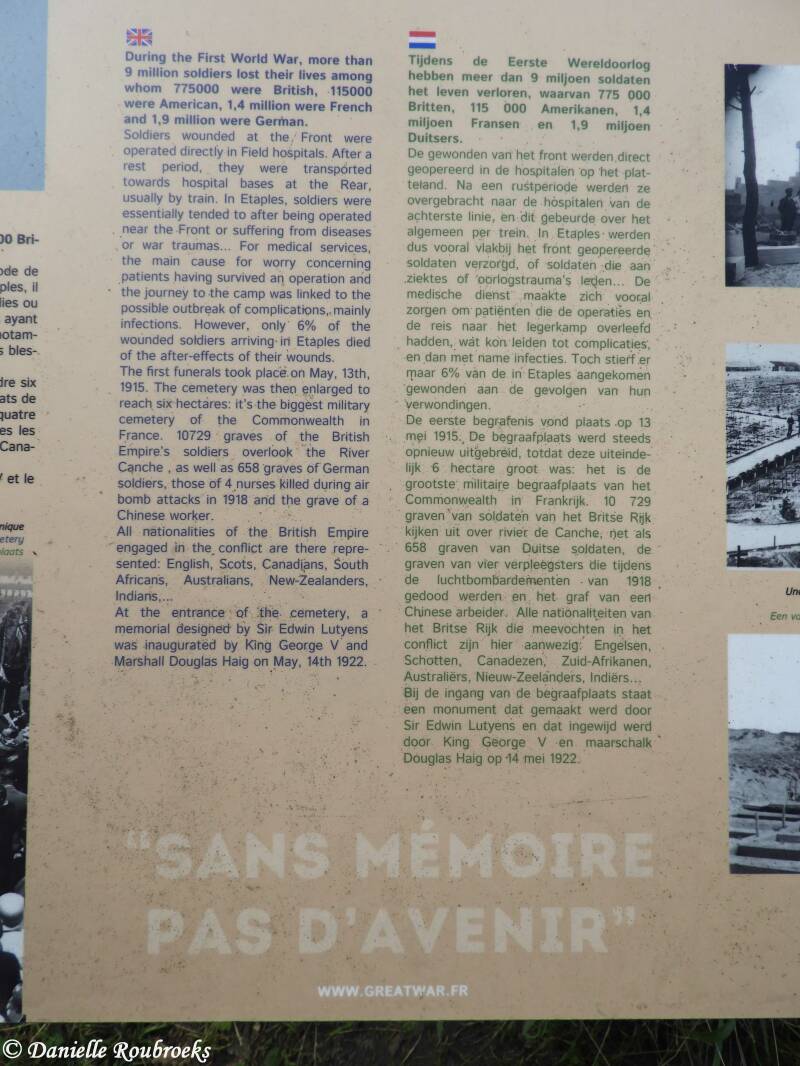 During the First World War, more than
9 million soldiers lost their lives among
whom 775000 were British, 115000
were American, 1,4 million were French
and 1,9 million were German.
Soldiers wounded at the Front were
operated directly in Field hospitals. After a
rest period, they were transported
towards hospital bases at the Rear,
usually by train. In Etaples, soldiers were
essentially tended to after being operated
near the Front or suffering from diseases
or war traumas... For medical services,
the main cause for worry concerning
patients having survived an operation and
the journey to the camp was linked to the
possible outbreak of complications, mainly
infections. However, only 6% of the
wounded soldiers arriving in Etaples died
of the after-effects of their wounds.
The first funerals took place on May, 13th,
1915. The cemetery was then enlarged to
reach six hectares: it's the biggest military
cemetery of the Commonwealth in
France. 10729 graves of the British
Empire's soldiers overlook the River
Canche , as well as 658 graves of German
soldiers, those of 4 nurses killed during air
bomb attacks in 1918 and the grave of a
Chinese worker.
All nationalities of the British Empire
engaged in the conflict are there repre-
sented: English, Scots, Canadians, South
Africans, Australians, New-Zealanders,
Indians,...
At the entrance of the cemetery, a
memorial designed by Sir Edwin Lutyens
was inaugurated by King George V and
Marshall Douglas Haig on May, 14th 1922.
Tijdens de Eerste Wereldoorlog
hebben meer dan 9 miljoen soldaten
het leven verloren, waarvan 775 000
Britten, 115 000 Amerikanen, 1,4
miljoen Fransen en 1,9 miljoen
Duitsers.
De gewonden van het front werden direct
geopereerd in de hospitalen op het plat-
teland. Na een rustperiode werden ze
overgebracht naar de hospitalen van de
achterste linie, en dit gebeurde over het
algemeen per trein. In Etaples werden
dus vooral vlakbij het front geopereerde
soldaten verzorgd, of soldaten die aan
ziektes of oorlogstrauma's leden... De
medische dienst maakte zich vooral
zorgen om patiënten die de operaties en
de reis naar het legerkamp overleefd
hadden, wat kon leiden tot complicaties,
en dan met name infecties. Toch stierf er
maar 6% van de in Etaples aangekomen
gewonden aan de gevolgen van hun
verwondingen.
De eerste begrafenis vond plaats op 13
mei 1915. De begraafplaats werd steeds
opnieuw uitgebreid, totdat deze uiteinde-
lijk 6 hectare groot was: het is de
grootste militaire begraafplaats van het
Commonwealth in Frankrijk. 10 729
graven van soldaten van het Britse Rijk
kijken uit over rivier de Canche, net als
658 graven van Duitse soldaten, de
graven van vier verpleegsters die tijdens
de luchtbombardementen van 1918
gedood werden en het graf van een
Chinese arbeider. Alle nationaliteiten van
het Britse Rijk die meevochten in het
conflict zijn hier aanwezig: Engelsen,
Schotten, Canadezen, Zuid-Afrikanen,
Australiërs, Nieuw-Zeelanders, Indiërs...
Bij de ingang van de begraafplaats staat
een monument dat gemaakt werd door
Sir Edwin Lutyens en dat ingewijd werd
door King George V en maarschalk
Douglas Haig op 14 mei 1922.
"SANS MÉMOIRE
PAS D'AVENIR"
WWW.GREATWAR.FR
© Danielle Roubroeks